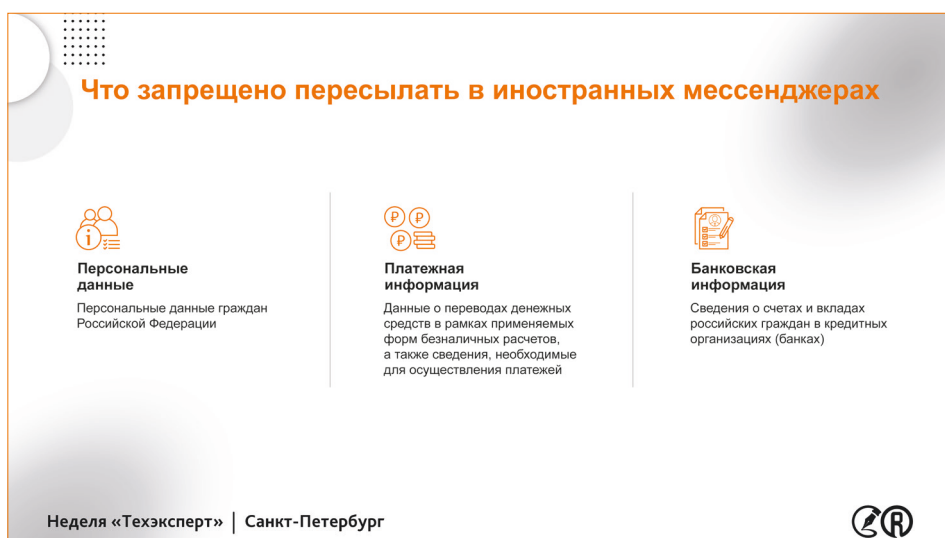 Что запрещено пересылать в иностранных мессенджерах
Персональные
данные
Персональные данные граждан
Российской Федерации
Платежная
информация
Данные о переводах денежных
средств в рамках применяемых
форм безналичных расчетов,
а также сведения, необходимые
для осуществления платежей
Банковская
информация
Сведения о счетах и вкладах
российских граждан в кредитных
организациях (банках)
Неделя «Техэксперт» | Санкт-Петербург